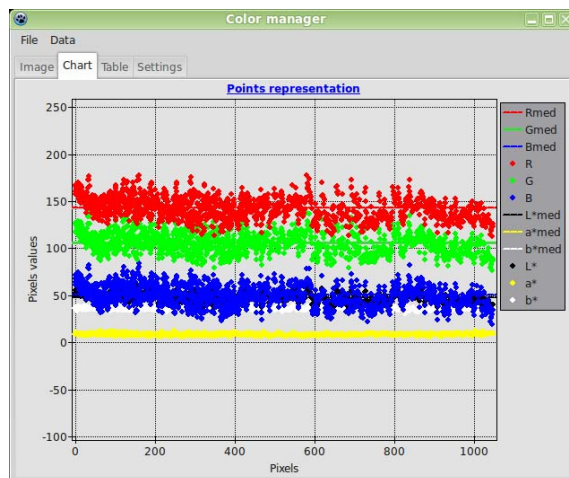 Color manager
File Data
Image Chart Table Settings
Points representation
250
200
150
100
50
0
-50
-100
0 200 400 600 800 1000
Pixels values
Pixels
Rmed
Gmed
Bmed
R
G
B
L*med
a*med
b*med
L*
a*
b*